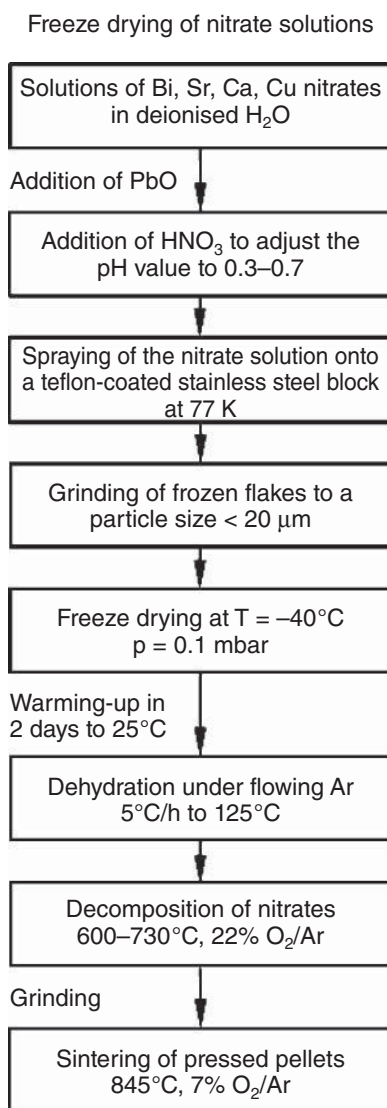 Freeze drying of nitrate solutions
Solutions of Bi, Sr, Ca, Cu nitrates
in deionised H₂O
Addition of PbO
Addition of HNO₃ to adjust the
pH value to 0.3–0.7
Spraying of the nitrate solution onto
a teflon-coated stainless steel block
at 77 K
Grinding of frozen flakes to a
particle size < 20 μm
Freeze drying at T = –40°C
p = 0.1 mbar
Warming-up in
2 days to 25°C
Dehydration under flowing Ar
5°C/h to 125°C
Decomposition of nitrates
600–730°C, 22% O₂/Ar
Grinding
Sintering of pressed pellets
845°C, 7% O₂/Ar